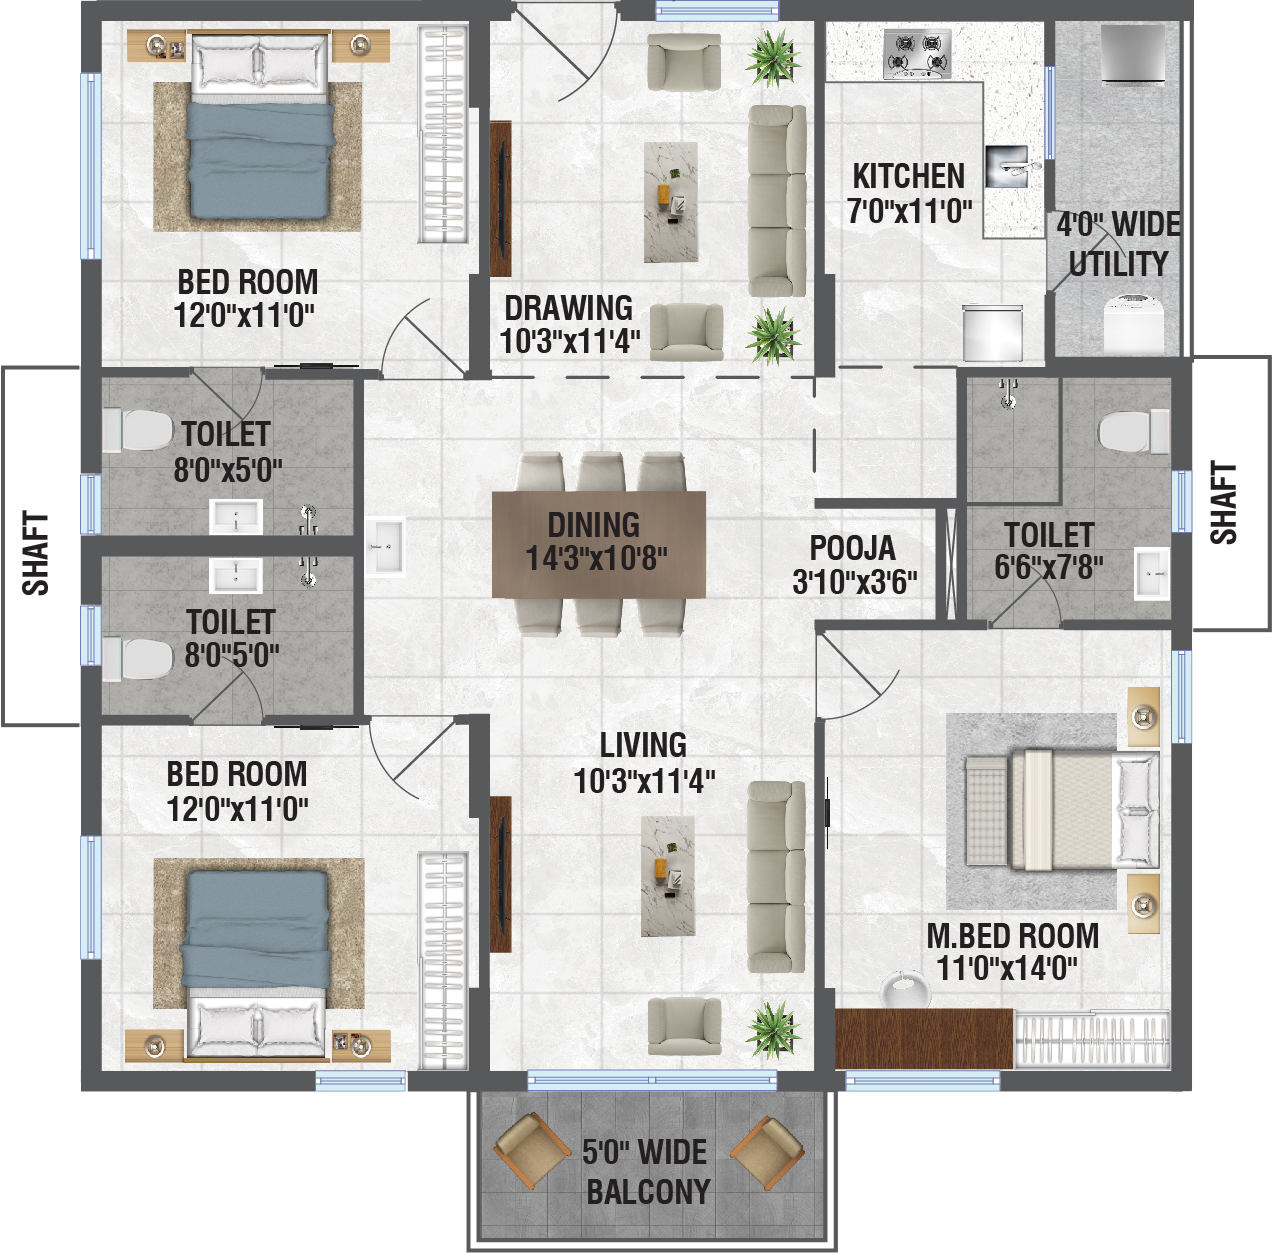 BED ROOM
12'0"x11'0"
DRAWING
10'3"x11'4"
KITCHEN
7'0"x11'0"
4'0" WIDE
UTILITY
TOILET
8'0"x5'0"
SHAFT
TOILET
8'0"5'0"
DINING
14'3"x10'8"
POOJA
3'10"x3'6"
TOILET
6'6"x7'8"
SHAFT
BED ROOM
12'0"x11'0"
LIVING
10'3"x11'4"
M.BED ROOM
11'0"x14'0"
5'0" WIDE
BALCONY